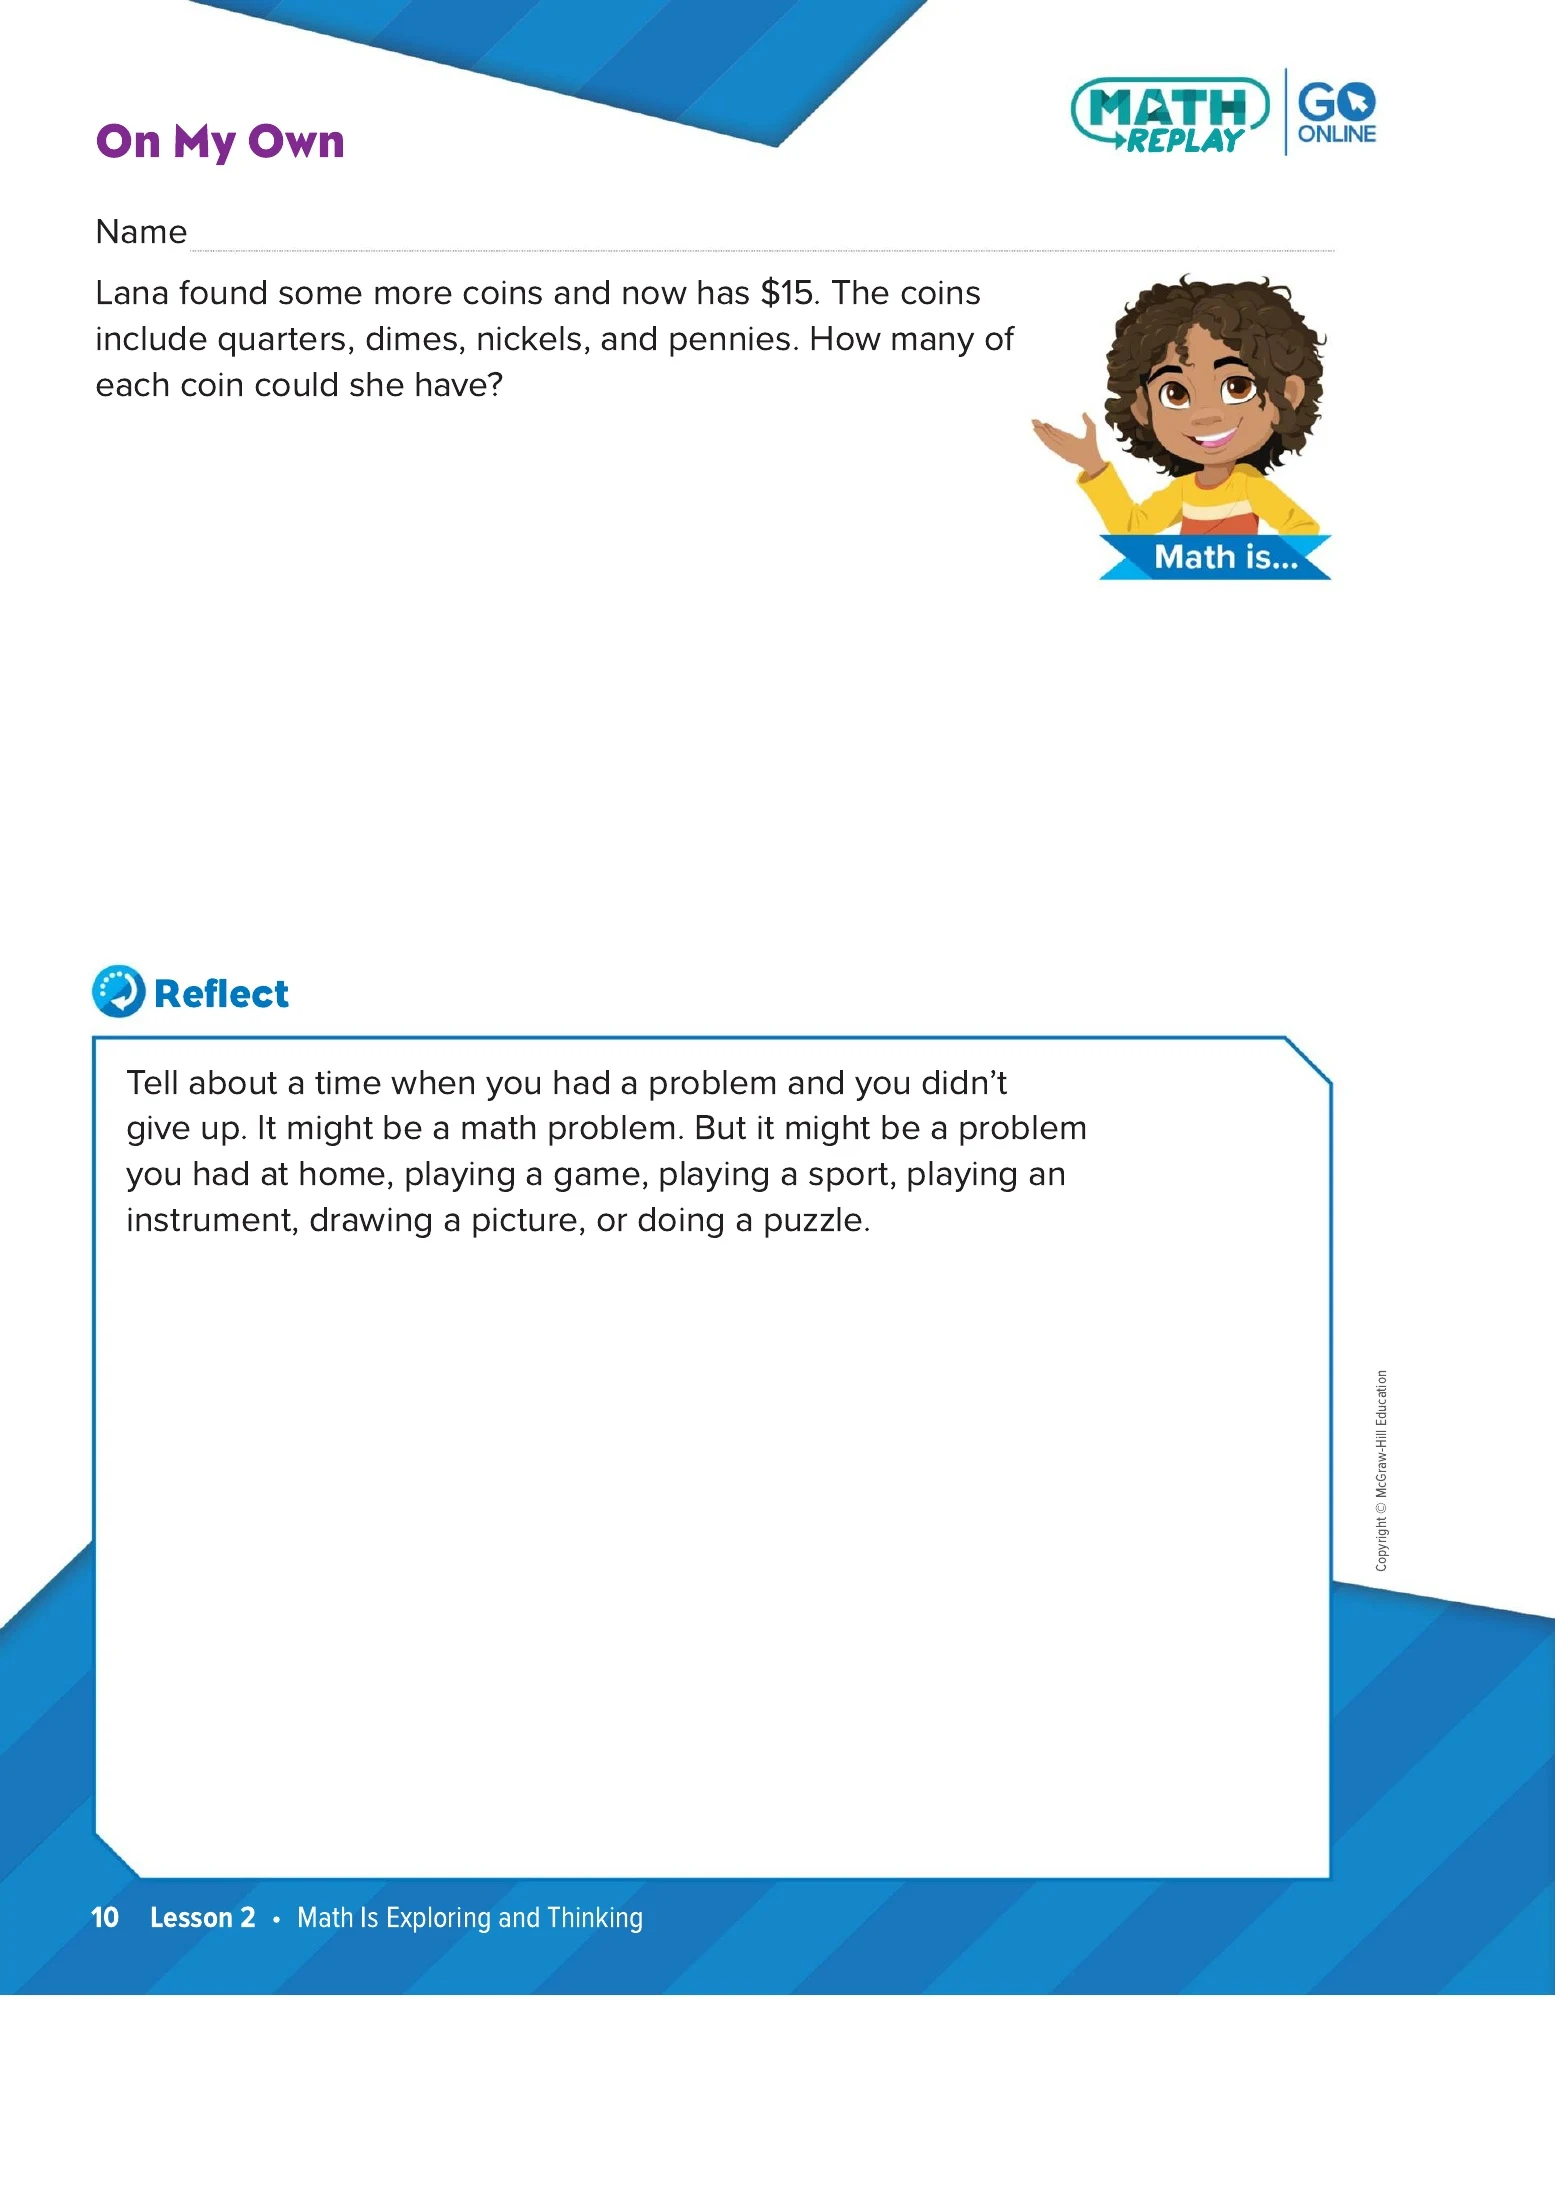 On My Own
MATH
REPLAY
GO
ONLINE
Name
Lana found some more coins and now has $15. The coins
include quarters, dimes, nickels, and pennies. How many of
each coin could she have?
Math is...
Reflect
Tell about a time when you had a problem and you didn’t
give up. It might be a math problem. But it might be a problem
you had at home, playing a game, playing a sport, playing an
instrument, drawing a picture, or doing a puzzle.
Copyright © McGraw-Hill Education
10 Lesson 2 • Math Is Exploring and Thinking